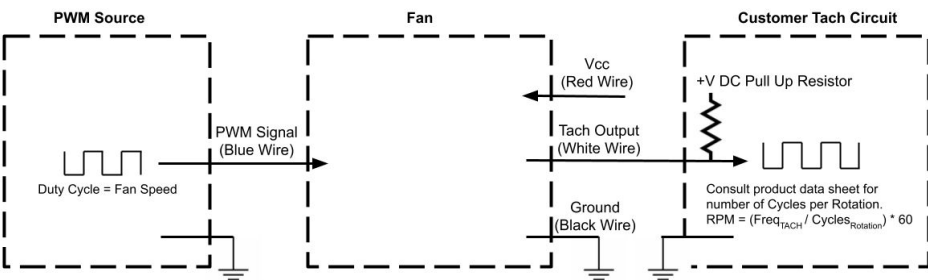 PWM Source
Fan
Customer Tach Circuit
Vcc
(Red Wire)
+V DC Pull Up Resistor
PWM Signal
(Blue Wire)
Tach Output
(White Wire)
Duty Cycle = Fan Speed
Consult product data sheet for
number of Cycles per Rotation.
RPM = (Freq_TACH / Cycles_Rotation) * 60
Ground
(Black Wire)